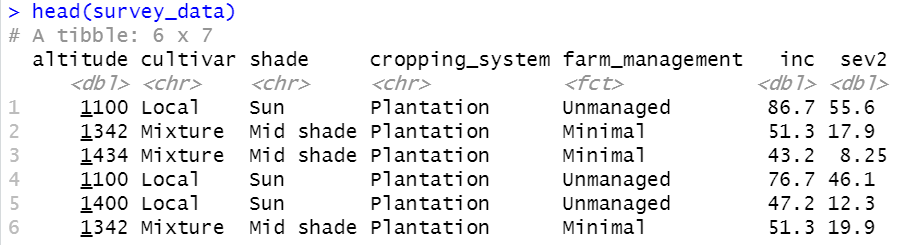 > head(survey_data)
# A tibble: 6 x 7
  altitude cultivar shade     cropping_system farm_management   inc  sev2
     <dbl> <chr>    <chr>     <chr>           <fct>           <dbl> <dbl>
1     1100 Local    Sun       Plantation      Unmanaged        86.7 55.6
2     1342 Mixture  Mid shade Plantation      Minimal          51.3 17.9
3     1434 Mixture  Mid shade Plantation      Minimal          43.2  8.25
4     1100 Local    Sun       Plantation      Unmanaged        76.7 46.1
5     1400 Local    Sun       Plantation      Unmanaged        47.2 12.3
6     1342 Mixture  Mid shade Plantation      Minimal          51.3 19.9